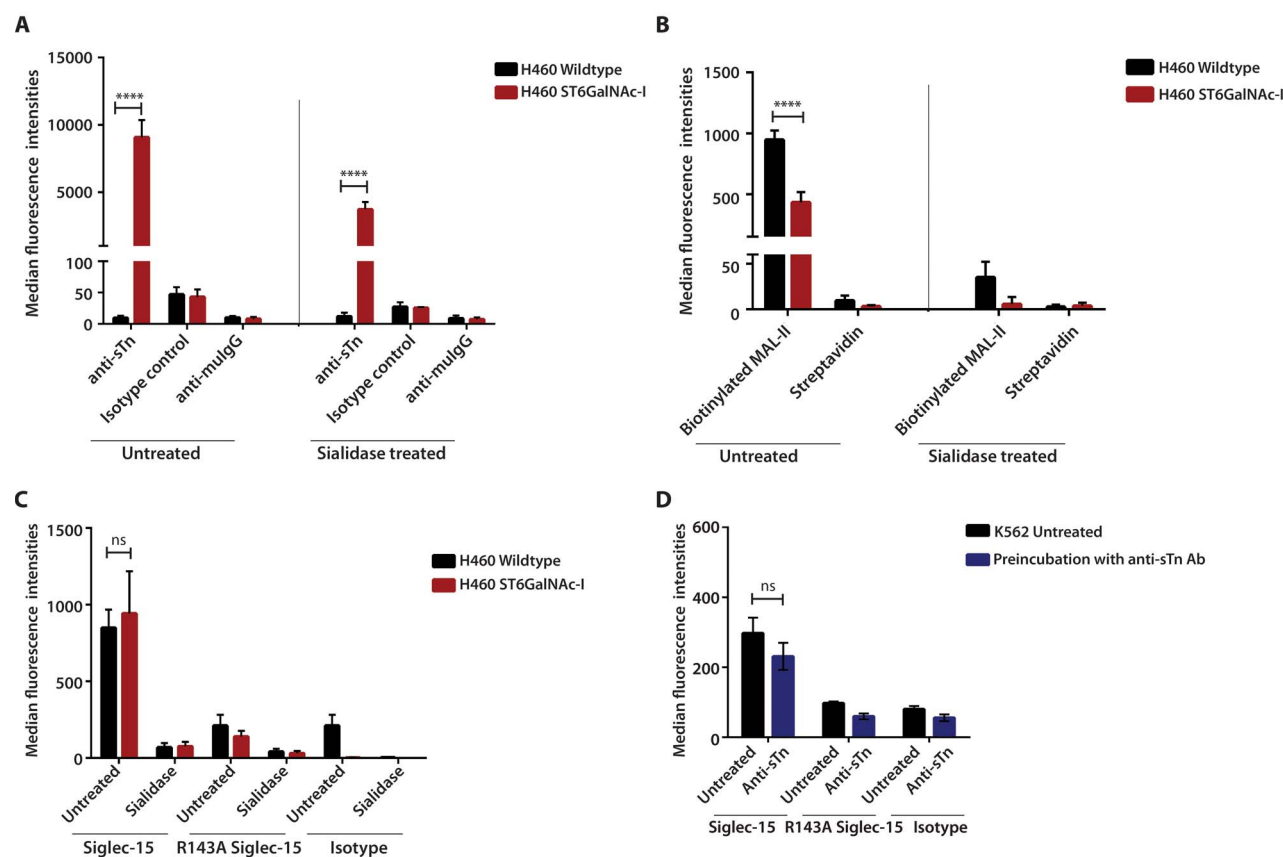 A
Median fluorescence intensities
15000
10000
5000
100
50
0
****
****
H460 Wildtype
H460 ST6GalNAc-I
anti-sTn
Isotype control
anti-muIgG
anti-sTn
Isotype control
anti-muIgG
Untreated
Sialidase treated
B
Median fluorescence intensities
1500
1000
500
50
0
****
H460 Wildtype
H460 ST6GalNAc-I
Biotinylated MAL-II
Streptavidin
Biotinylated MAL-II
Streptavidin
Untreated
Sialidase treated
C
Median fluorescence intensities
1500
1000
500
0
ns
H460 Wildtype
H460 ST6GalNAc-I
Untreated
Sialidase
Untreated
Sialidase
Untreated
Sialidase
Siglec-15
R143A Siglec-15
Isotype
D
Median fluorescence intensities
600
400
200
0
ns
K562 Untreated
Preincubation with anti-sTn Ab
Untreated
Anti-sTn
Untreated
Anti-sTn
Untreated
Anti-sTn
Siglec-15
R143A Siglec-15
Isotype